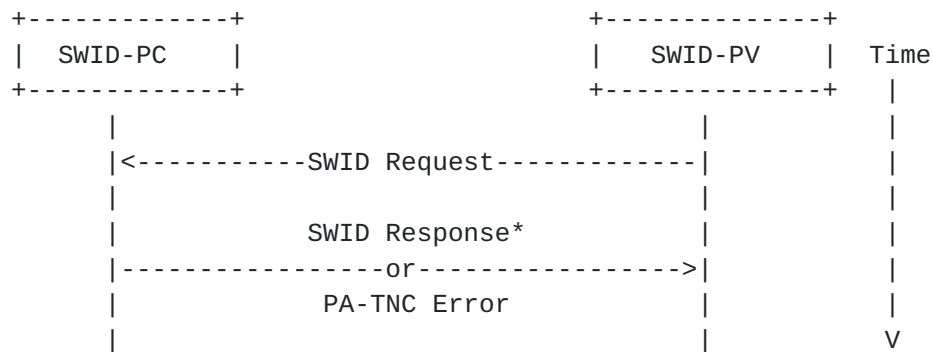 SWID-PC SWID-PV Time
SWID Request
SWID Response*
or
PA-TNC Error
V